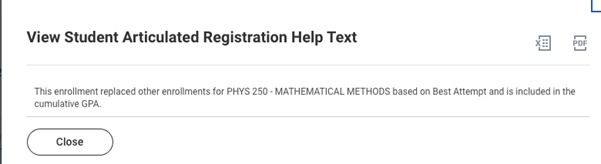 View Student Articulated Registration Help Text
X
PDF
This enrollment replaced other enrollments for PHYS 250 - MATHEMATICAL METHODS based on Best Attempt and is included in the
cumulative GPA.
Close